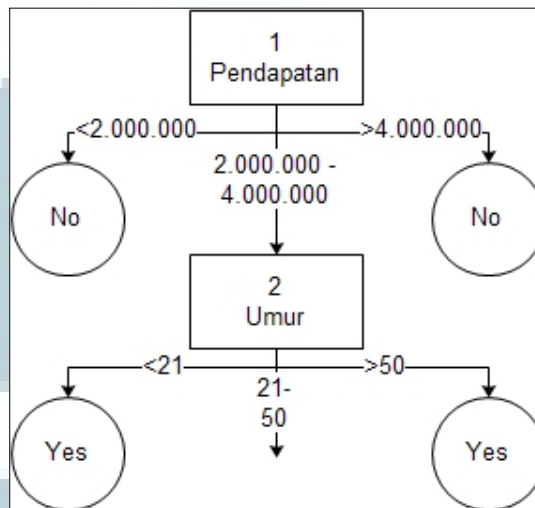 1
Pendapatan
<2.000.000
>4.000.000
2.000.000 -
4.000.000
No
No
2
Umur
<21
>50
21-
50
Yes
Yes